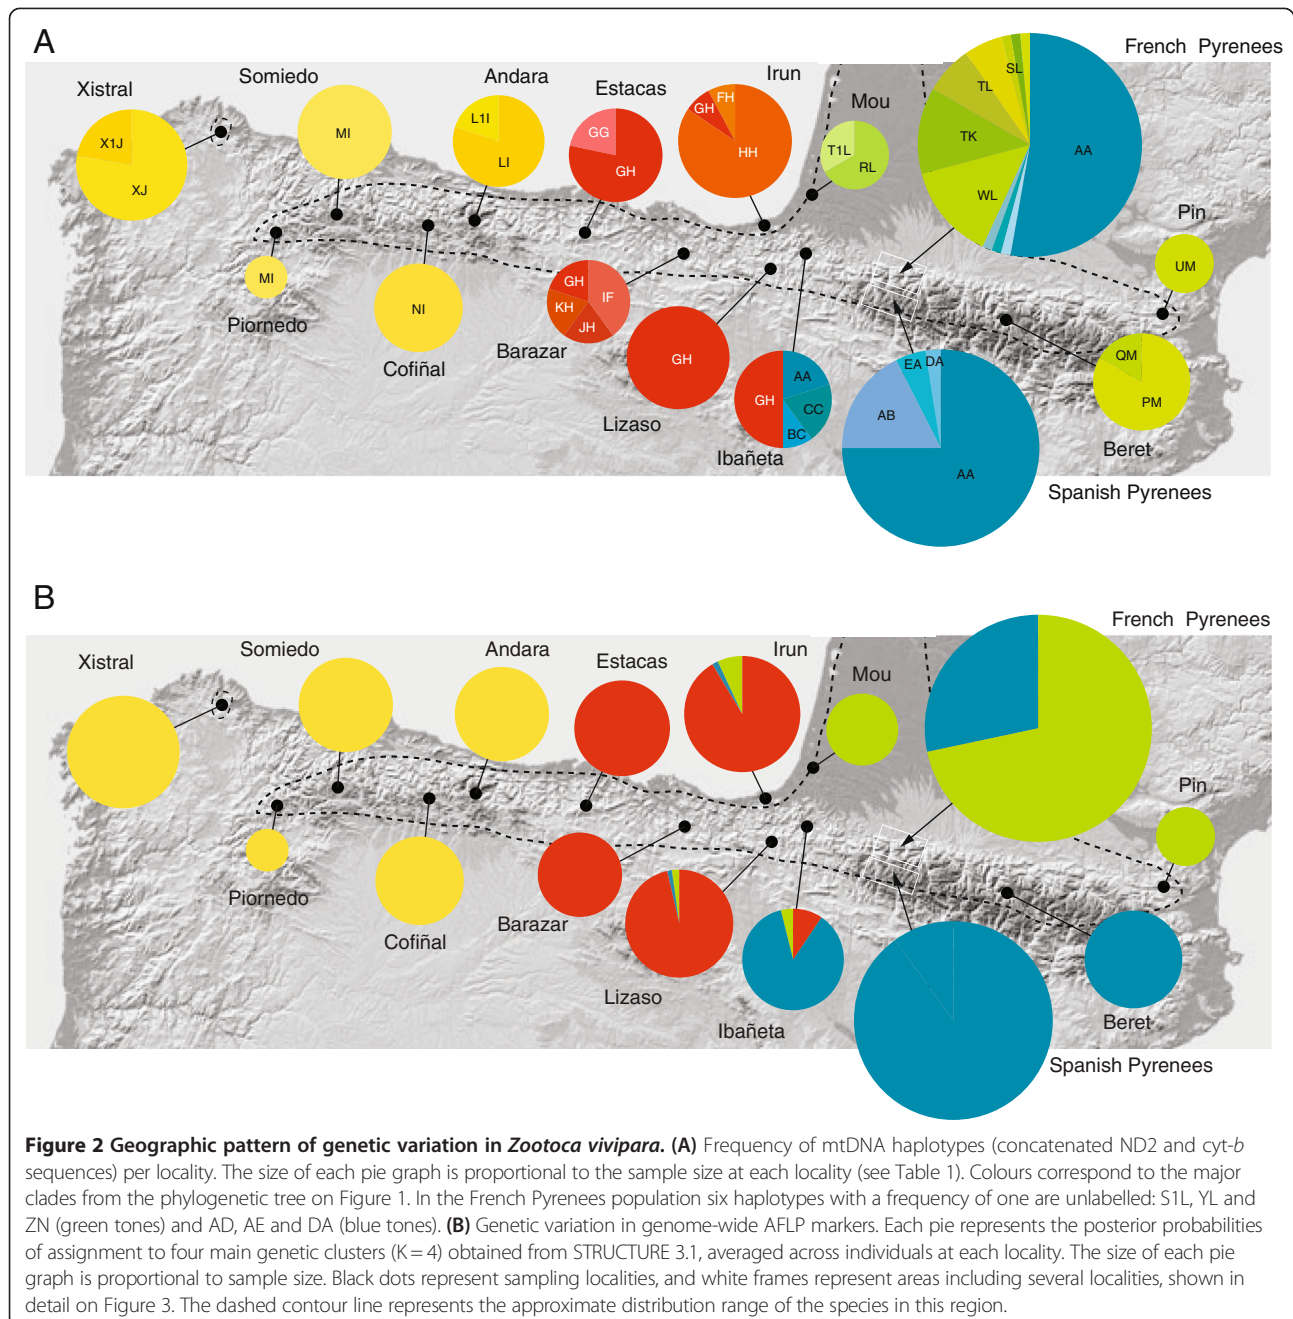 A
French Pyrenees
Xistral
Somiedo
Andara
Estacas
Irun
Mou
Pin
X1J
XJ
MI
L1I
LI
GG
GH
GH
FH
HH
T1L
RL
SL
TL
TK
WL
AA
UM
MI
Piornedo
NI
Cofiñal
GH
IF
KH
JH
Barazar
GH
Lizaso
GH
AA
CC
BC
Ibañeta
EA
DA
AB
AA
Spanish Pyrenees
QM
PM
Beret
B
French Pyrenees
Xistral
Somiedo
Andara
Estacas
Irun
Mou
Pin
Piornedo
Cofiñal
Barazar
Lizaso
Ibañeta
Beret
Spanish Pyrenees
Figure 2 Geographic pattern of genetic variation in Zootoca vivipara. (A) Frequency of mtDNA haplotypes (concatenated ND2 and cyt-b
sequences) per locality. The size of each pie graph is proportional to the sample size at each locality (see Table 1). Colours correspond to the major
clades from the phylogenetic tree on Figure 1. In the French Pyrenees population six haplotypes with a frequency of one are unlabelled: S1L, YL and
ZN (green tones) and AD, AE and DA (blue tones). (B) Genetic variation in genome-wide AFLP markers. Each pie represents the posterior probabilities
of assignment to four main genetic clusters (K = 4) obtained from STRUCTURE 3.1, averaged across individuals at each locality. The size of each pie
graph is proportional to sample size. Black dots represent sampling localities, and white frames represent areas including several localities, shown in
detail on Figure 3. The dashed contour line represents the approximate distribution range of the species in this region.